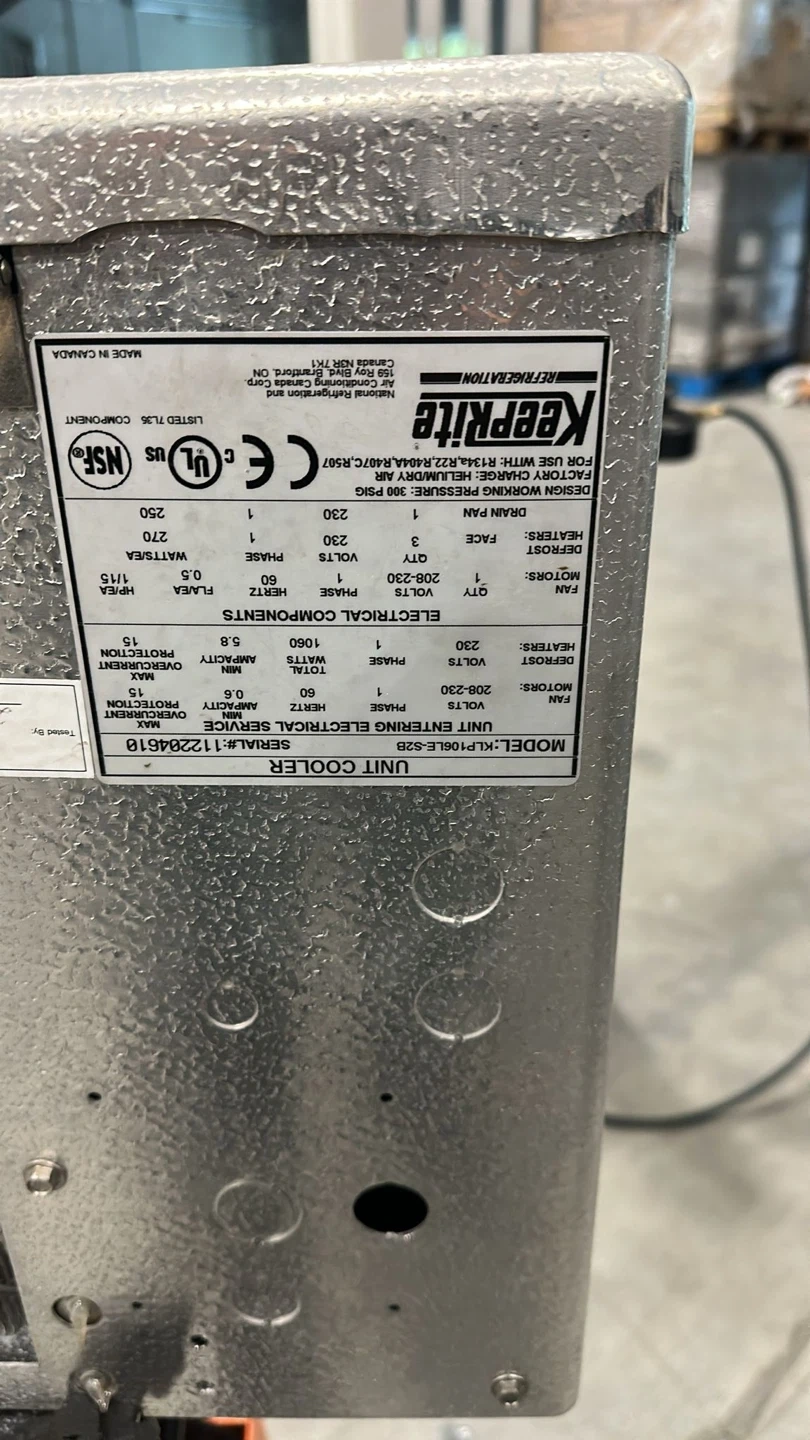 UNIT COOLER
MODEL: KLP106LE-S2B SERIAL#: 112204610
UNIT ENTERING ELECTRICAL SERVICE
FAN MOTORS: VOLTS 208-230 PHASE 1 HERTZ 60 MIN AMPACITY 0.6 MAX OVERCURRENT PROTECTION 15
DEFROST HEATERS: VOLTS 230 PHASE 1 TOTAL WATTS 1060 MIN AMPACITY 5.8 MAX OVERCURRENT PROTECTION 15
ELECTRICAL COMPONENTS
FAN MOTORS: QTY 1 VOLTS 208-230 PHASE 1 HERTZ 60 FLA/EA 0.5 HP/EA 1/15
DEFROST HEATERS: QTY VOLTS PHASE WATTS/EA
FACE 3 230 1 270
DRAIN PAN 1 230 1 250
DESIGN WORKING PRESSURE: 300 PSIG
FACTORY CHARGE: HELIUM/DRY AIR
FOR USE WITH: R134a,R22,R404A,R407C,R507
KeepRite
REFRIGERATION
CE
C UL US
LISTED 7L36
NSF®
COMPONENT
National Refrigeration and
Air Conditioning Canada Corp.
159 Roy Blvd. Brantford, ON
Canada N3R 7K1
MADE IN CANADA
Tested By: